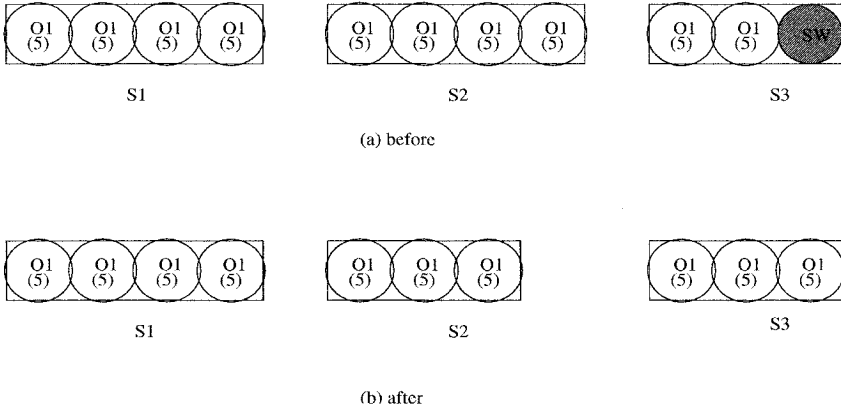 O1 O1 O1 O1 O1 O1 O1 O1 O1 O1 SW
(5) (5) (5) (5) (5) (5) (5) (5) (5) (5)
S1 S2 S3
(a) before
O1 O1 O1 O1 O1 O1 O1 O1 O1 O1
(5) (5) (5) (5) (5) (5) (5) (5) (5) (5)
S1 S2 S3
(b) after